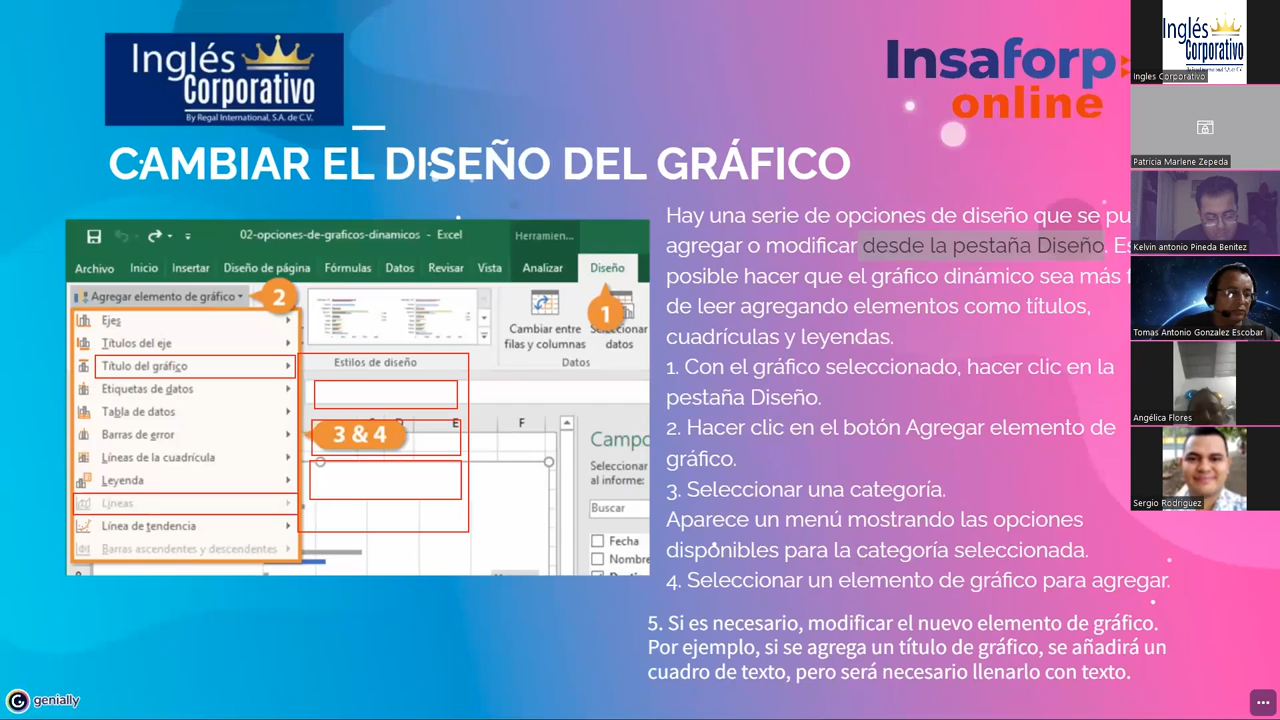 Inglés
Corporativo
By Regal International, S.A. de C.V.
Insaforp
online
CAMBIAR EL DISEÑO DEL GRÁFICO
02-opciones-de-graficos-dinamicos - Excel
Herramien...
Archivo Inicio Insertar Diseño de página Fórmulas Datos Revisar Vista Analizar Diseño
Agregar elemento de gráfico
2
1
Ejes
Títulos del eje
Título del gráfico
Etiquetas de datos
Tabla de datos
Barras de error
Líneas de la cuadrícula
Leyenda
Líneas
Línea de tendencia
Barras ascendentes y descendentes
Cambiar entre
filas y columnas
datos
Estilos de diseño
Datos
3 & 4
E
F
Campo
Seleccionar
al informe:
Buscar
Fecha
Nombre
Hay una serie de opciones de diseño que se pu
agregar o modificar desde la pestaña Diseño. Es
posible hacer que el gráfico dinámico sea más f
de leer agregando elementos como títulos,
cuadrículas y leyendas.
1. Con el gráfico seleccionado, hacer clic en la
pestaña Diseño.
2. Hacer clic en el botón Agregar elemento de
gráfico.
3. Seleccionar una categoría.
Aparece un menú mostrando las opciones
disponibles para la categoría seleccionada.
4. Seleccionar un elemento de gráfico para agregar.
5. Si es necesario, modificar el nuevo elemento de gráfico.
Por ejemplo, si se agrega un título de gráfico, se añadirá un
cuadro de texto, pero será necesario llenarlo con texto.
genially
Inglés
Corporativo
Ingles Corporativo
Patricia Marlene Zepeda
Kelvin antonio Pineda Benitez
Tomas Antonio Gonzalez Escobar
Angélica Flores
Sergio Rodriguez